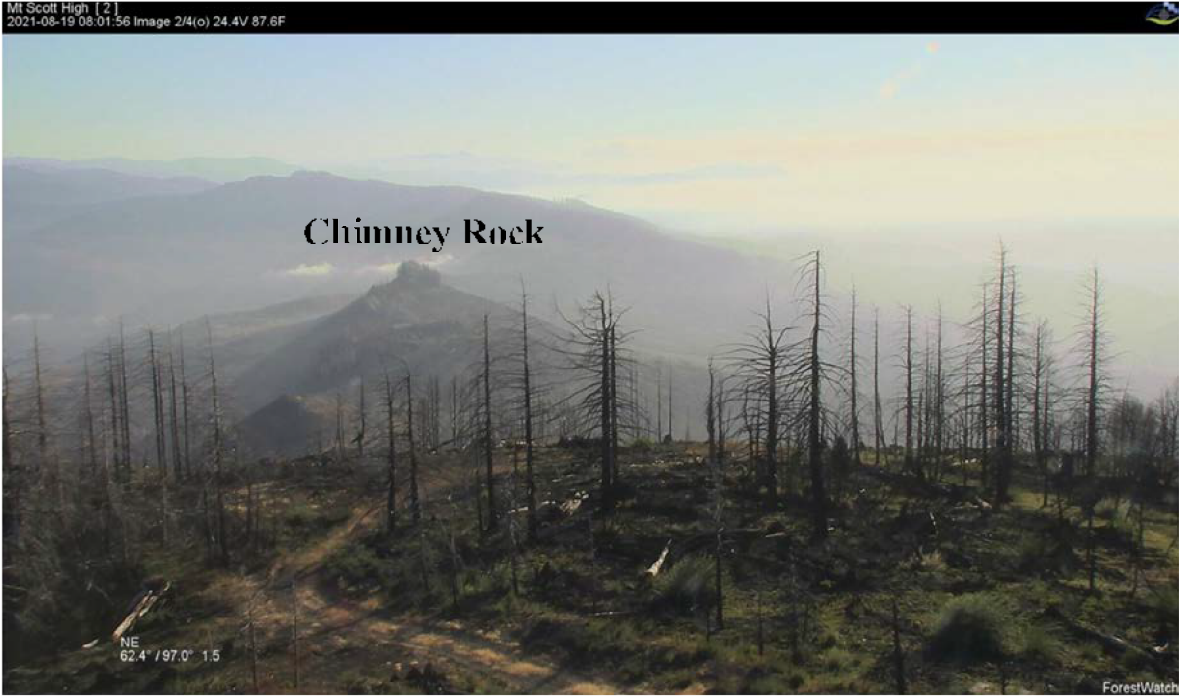 Mt Scott High [ 2 ]
2021-08-19 08:01:56 Image 2/4(o) 24.4V 87.6F
Chimney Rock
NE
62.4° / 97.0° 1.5
ForestWatch